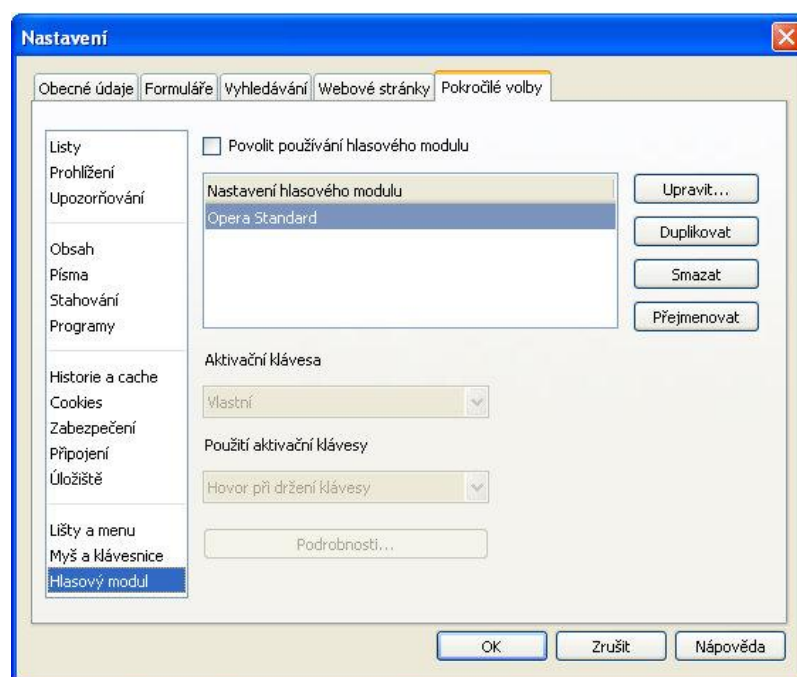 Nastavení
Obecné údaje Formuláře Vyhledávání Webové stránky Pokročilé volby
Listy
Prohlížení
Upozorňování
Obsah
Písma
Stahování
Programy
Historie a cache
Cookies
Zabezpečení
Připojení
Úložiště
Lišty a menu
Myš a klávesnice
Hlasový modul
Povolit používání hlasového modulu
Nastavení hlasového modulu
Opera Standard
Upravit...
Duplikovat
Smazat
Přejmenovat
Aktivační klávesa
Vlastní
Použití aktivační klávesy
Hovor při držení klávesy
Podrobnosti...
OK Zrušit Nápověda